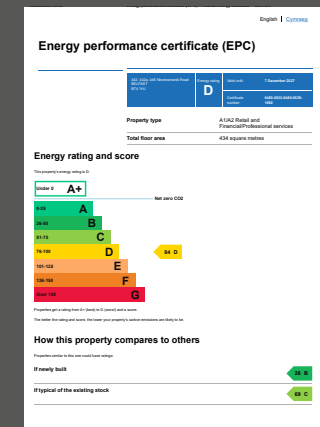 English | Cymraeg
Energy performance certificate (EPC)
BELFAST
Energy rating
D
Valid until: 7 December 2027
Certificate number:
Property type
A1/A2 Retail and Financial/Professional services
Total floor area
434 square metres
Energy rating and score
This property's energy rating is D.
Under 0 A+
Net zero CO2
0-25 A
26-50 B
51-75 C
76-100 D
84 D
101-125 E
126-150 F
Over 150 G
Properties get a rating from A+ (best) to G (worst) and a score.
The better the rating and score, the lower your property's carbon emissions are likely to be.
How this property compares to others
Properties similar to this one could have ratings:
If newly built
B
If typical of the existing stock
69 C